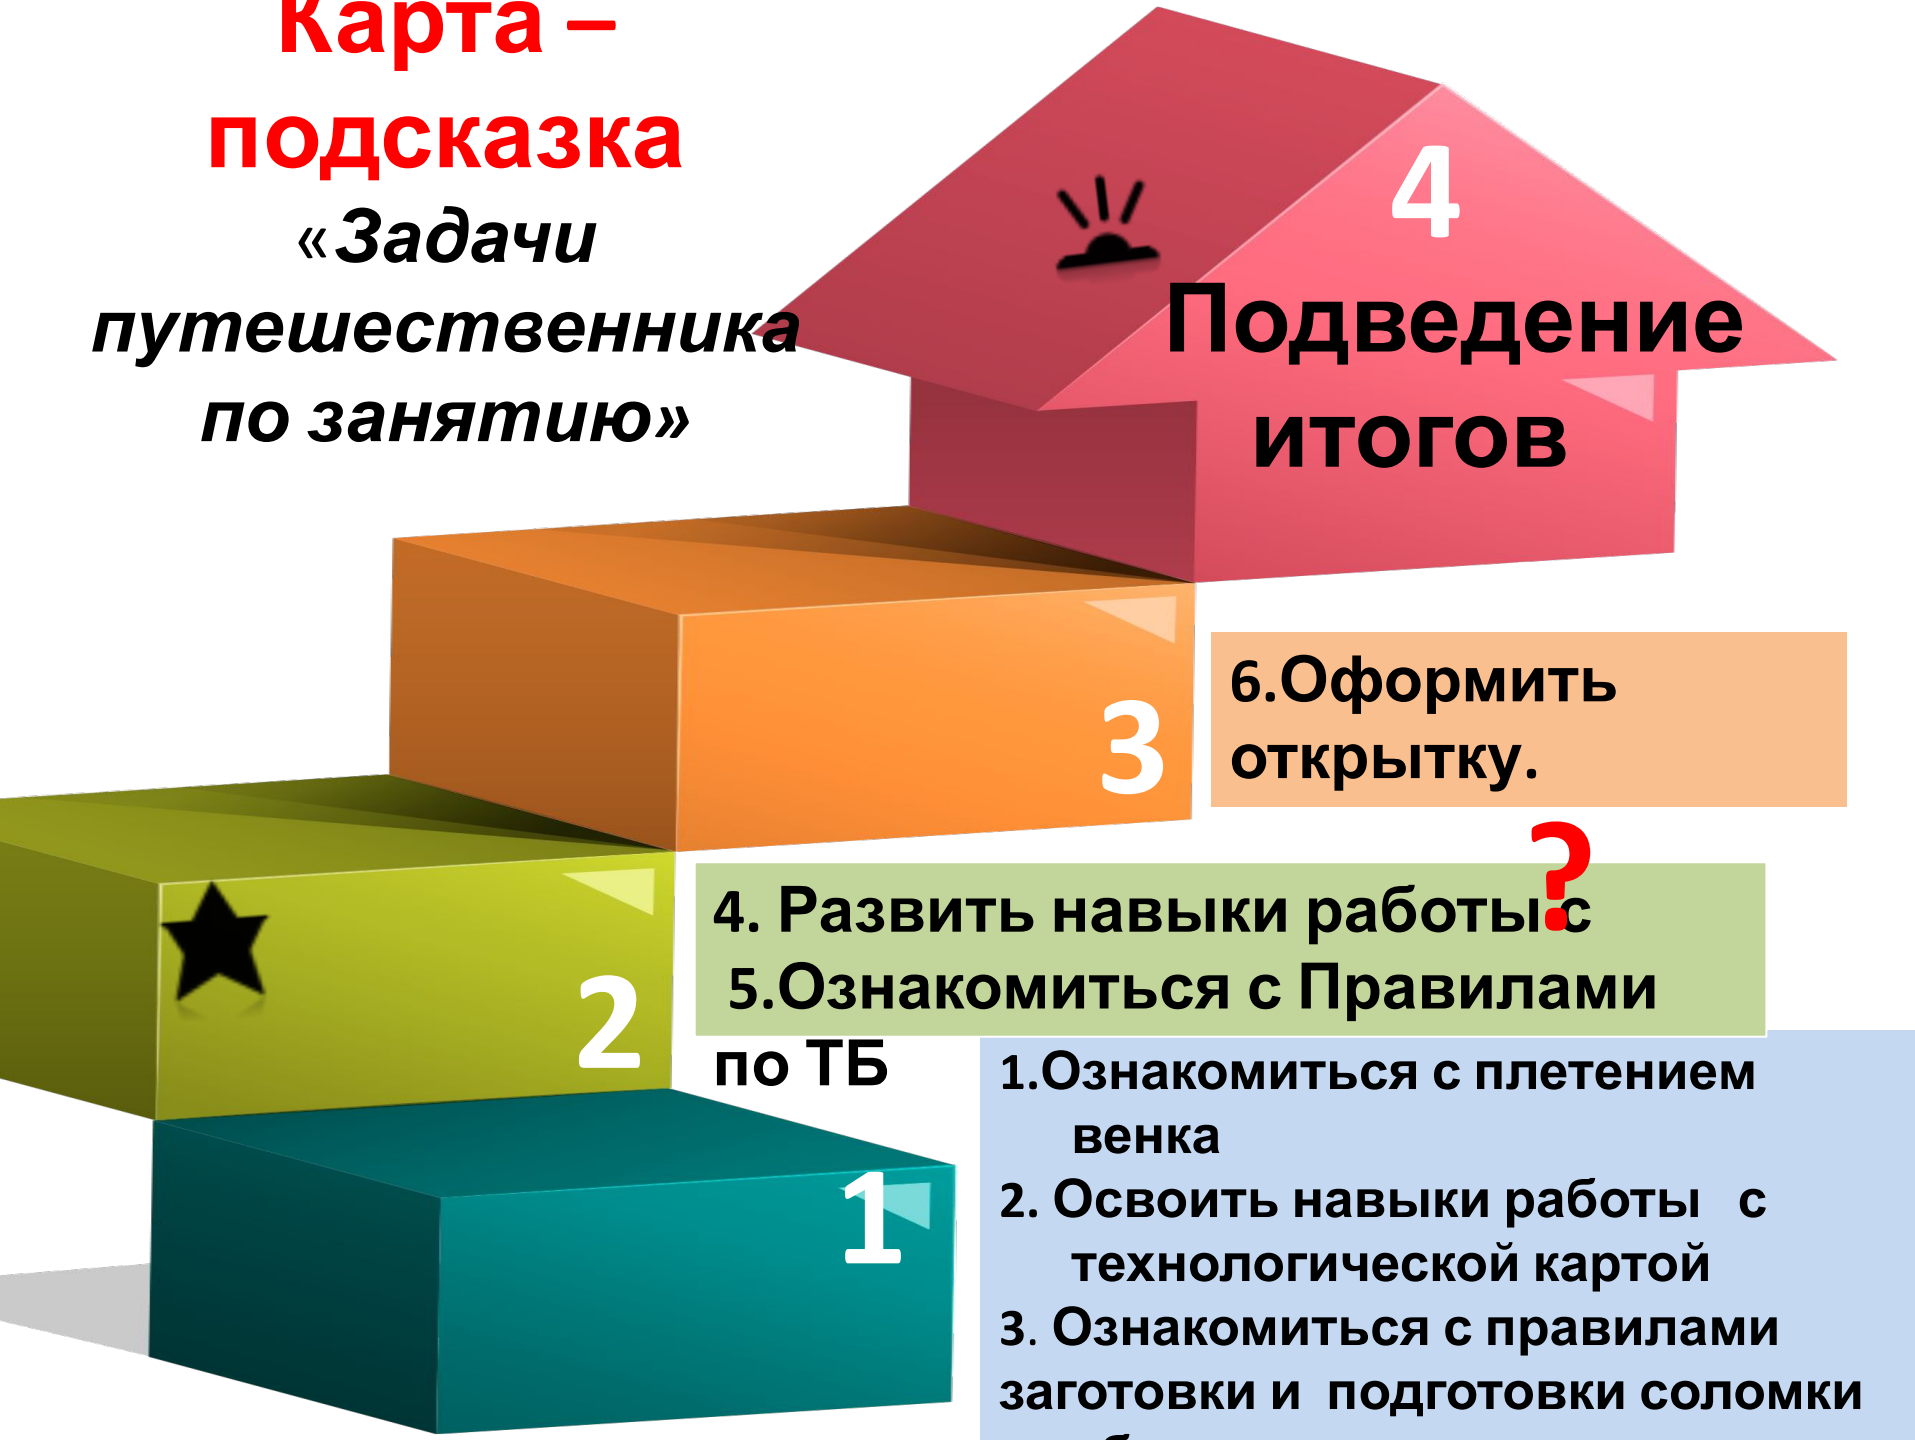 Карта –
подсказка
«Задачи
путешественника
по занятию»
4
Подведение
итогов
3
6.Оформить
открытку.
?
2
4. Развить навыки работы с
5.Ознакомиться с Правилами
по ТБ
1
1.Ознакомиться с плетением
венка
2. Освоить навыки работы с
технологической картой
3. Ознакомиться с правилами
заготовки и подготовки соломки